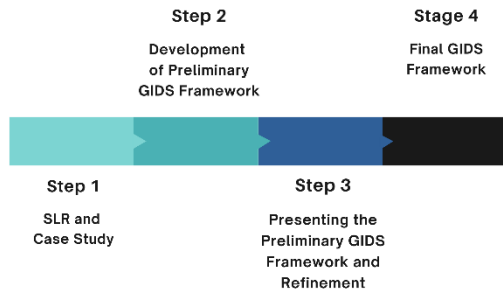 Step 2
Development
of Preliminary
GIDS Framework
Stage 4
Final GIDS
Framework
Step 1
SLR and
Case Study
Step 3
Presenting the
Preliminary GIDS
Framework and
Refinement